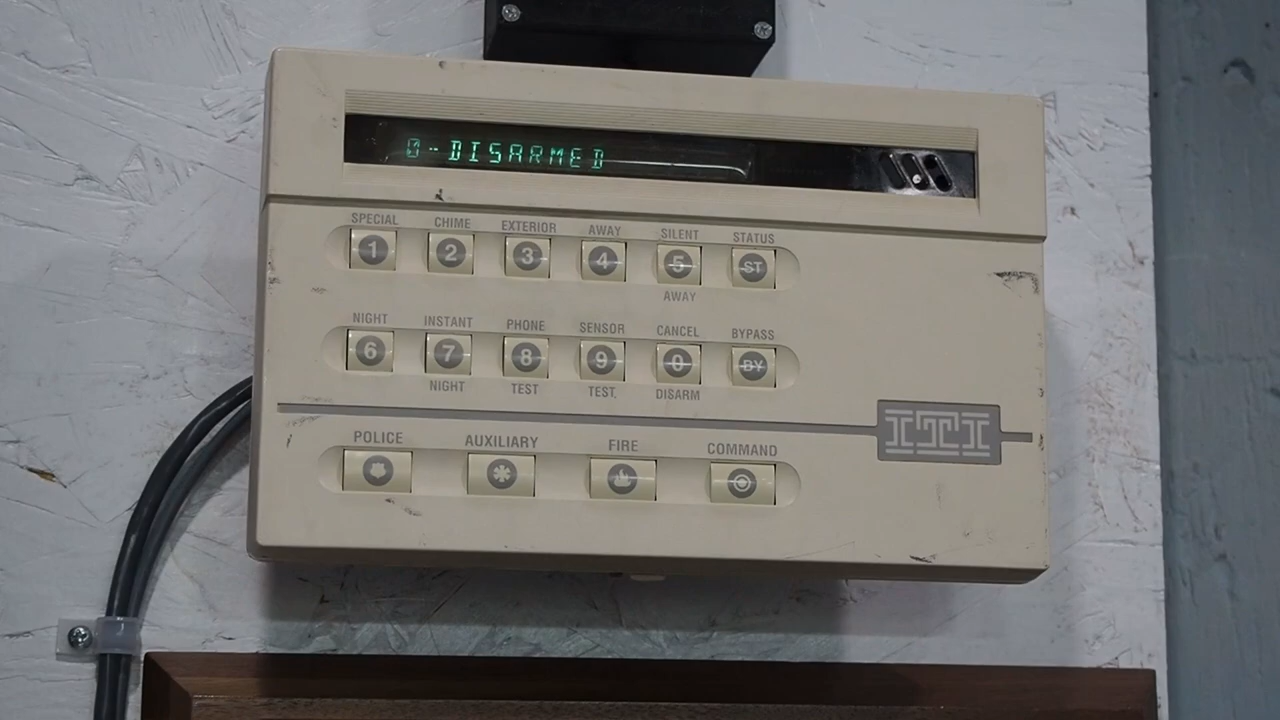 0-DISARMED
SPECIAL CHIME EXTERIOR AWAY SILENT STATUS
1 2 3 4 5 ST
AWAY
NIGHT INSTANT PHONE SENSOR CANCEL BYPASS
6 7 8 9 0 BY
NIGHT TEST TEST. DISARM
ITI
POLICE AUXILIARY FIRE COMMAND